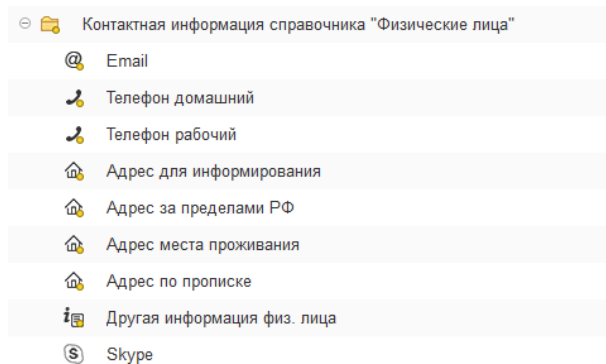 Контактная информация справочника "Физические лица"
Email
Телефон домашний
Телефон рабочий
Адрес для информирования
Адрес за пределами РФ
Адрес места проживания
Адрес по прописке
Другая информация физ. лица
Skype